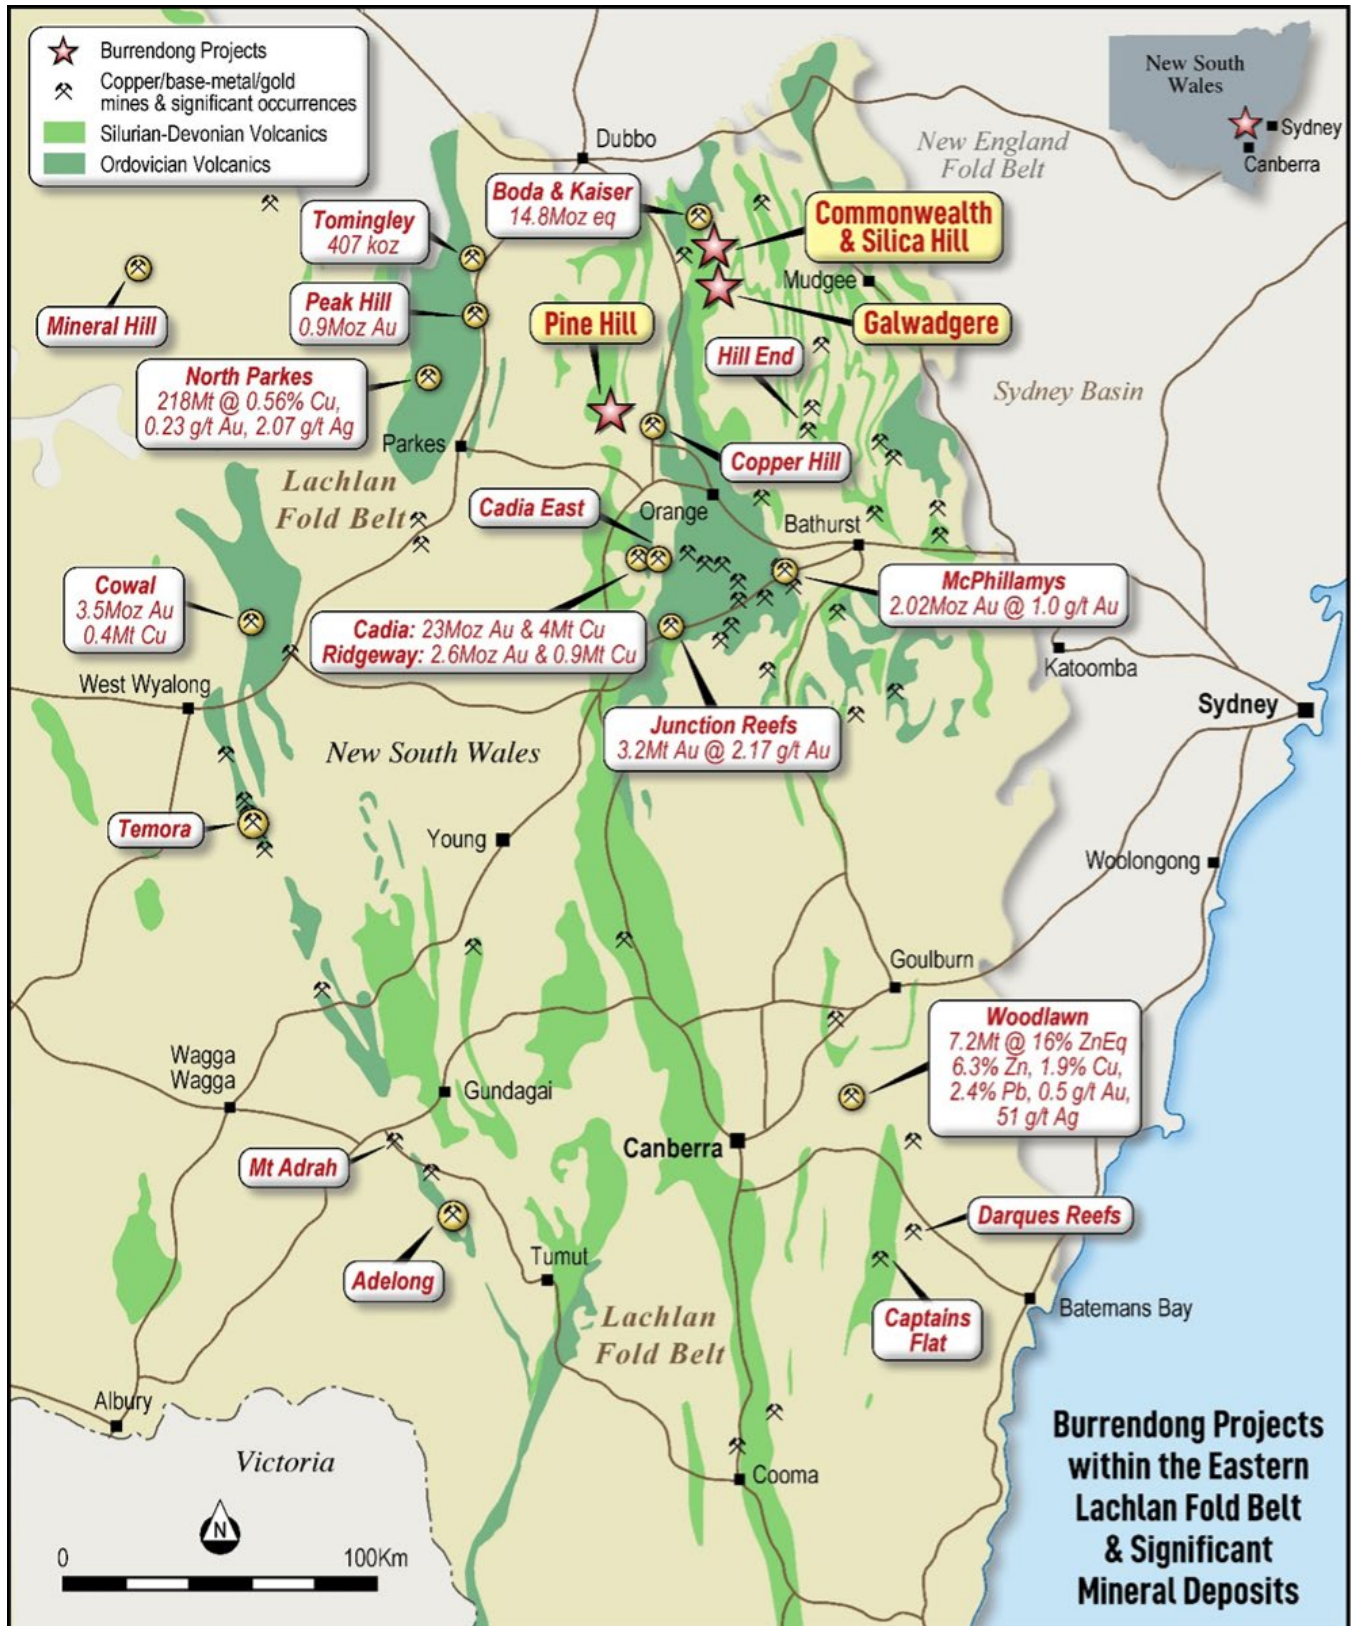 Burrendong Projects
Copper/base-metal/gold
mines & significant occurrences
Silurian-Devonian Volcanics
Ordovician Volcanics
New South
Wales
Sydney
Canberra
New England
Fold Belt
Dubbo
Boda & Kaiser
14.8Moz eq
Commonwealth
& Silica Hill
Tomingley
407 koz
Mudgee
Mineral Hill
Peak Hill
0.9Moz Au
Pine Hill
Galwadgere
Hill End
North Parkes
218Mt @ 0.56% Cu,
0.23 g/t Au, 2.07 g/t Ag
Sydney Basin
Parkes
Copper Hill
Lachlan
Fold Belt
Cadia East
Orange
Bathurst
Cowal
3.5Moz Au
0.4Mt Cu
McPhillamys
2.02Moz Au @ 1.0 g/t Au
Cadia: 23Moz Au & 4Mt Cu
Ridgeway: 2.6Moz Au & 0.9Mt Cu
Katoomba
West Wyalong
Sydney
Junction Reefs
3.2Mt Au @ 2.17 g/t Au
New South Wales
Temora
Young
Woolongong
Goulburn
Woodlawn
7.2Mt @ 16% ZnEq
6.3% Zn, 1.9% Cu,
2.4% Pb, 0.5 g/t Au,
51 g/t Ag
Wagga
Wagga
Gundagai
Canberra
Mt Adrah
Darques Reefs
Adelong
Tumut
Batemans Bay
Captains
Flat
Lachlan
Fold Belt
Albury
Victoria
Cooma
N
0
100Km
Burrendong Projects
within the Eastern
Lachlan Fold Belt
& Significant
Mineral Deposits